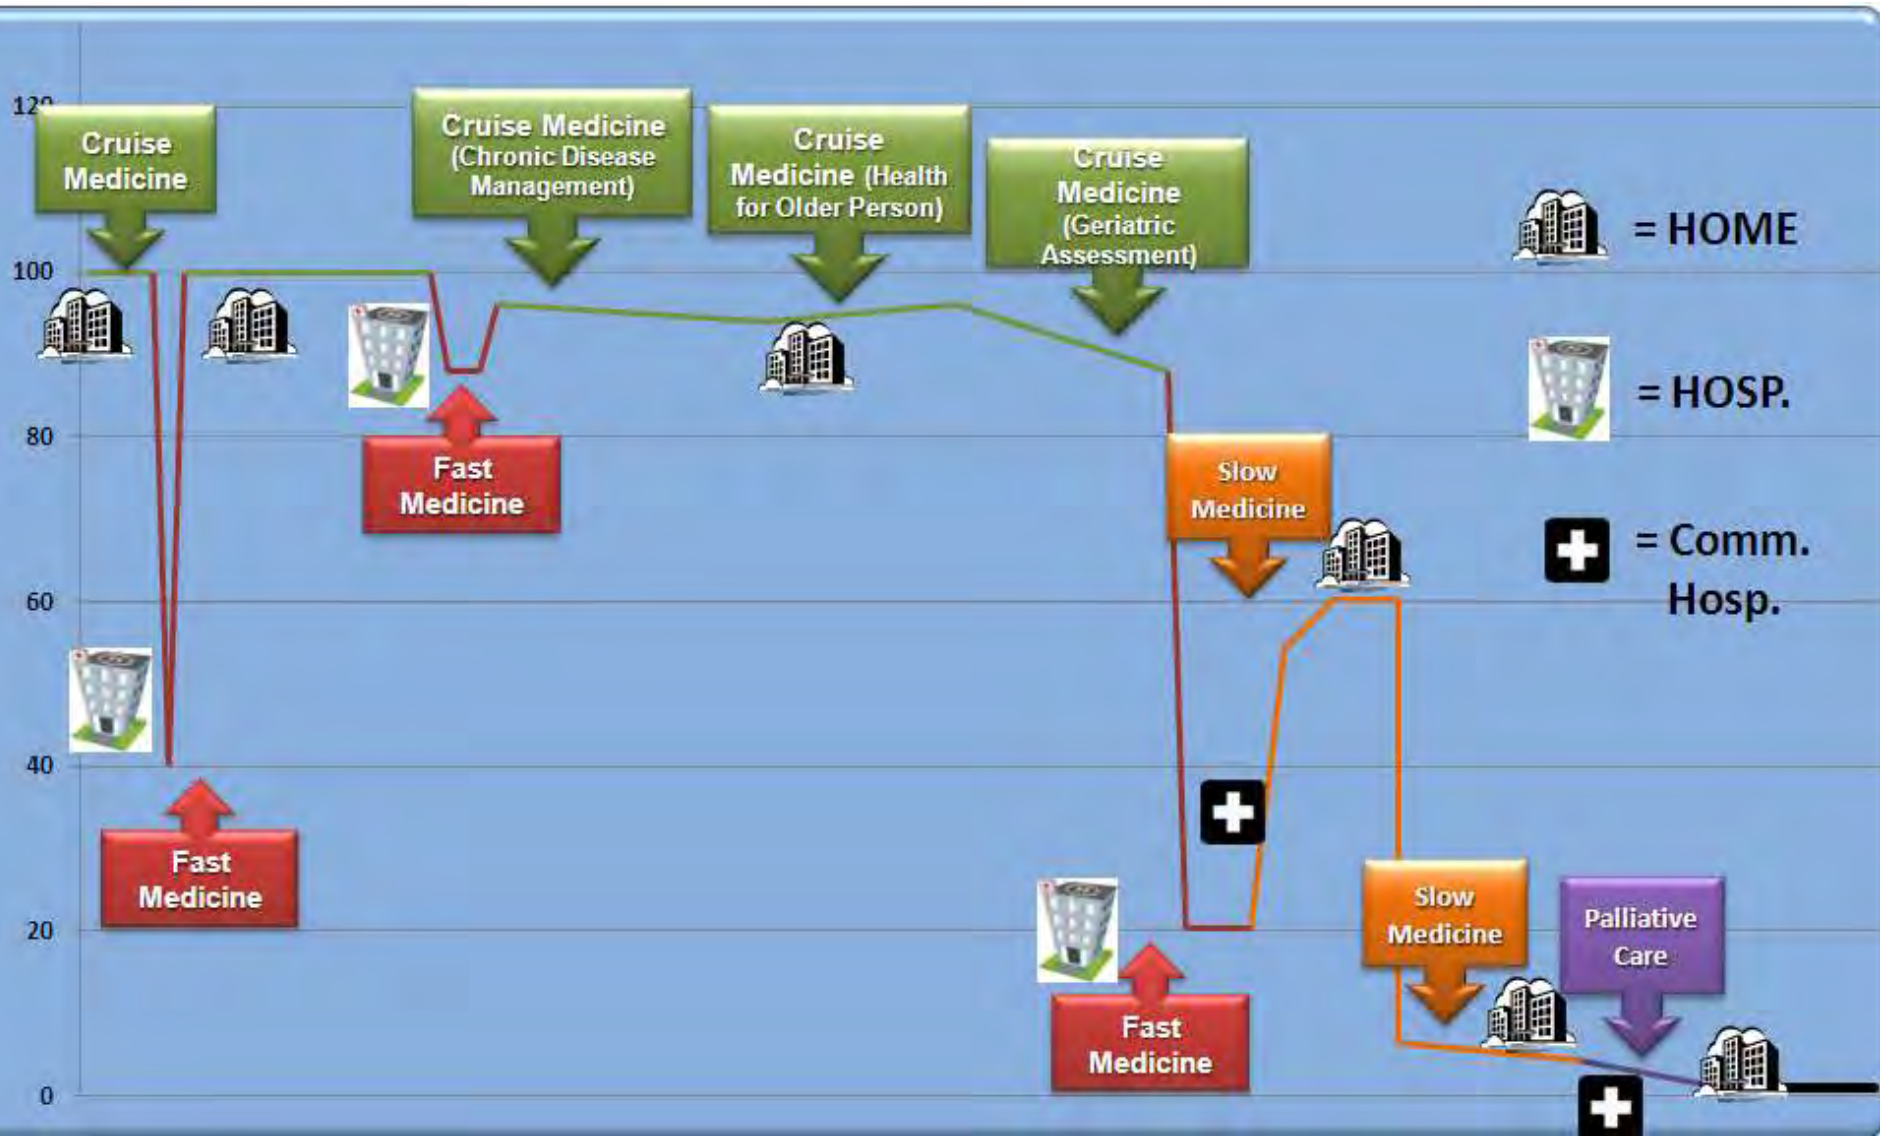 120
Cruise
Medicine
Cruise Medicine
(Chronic Disease
Management)
Cruise
Medicine (Health
for Older Person)
Cruise
Medicine
(Geriatric
Assessment)
= HOME
100
= HOSP.
80
Fast
Medicine
Slow
Medicine
= Comm.
Hosp.
60
40
Fast
Medicine
20
Slow
Medicine
Palliative
Care
Fast
Medicine
0